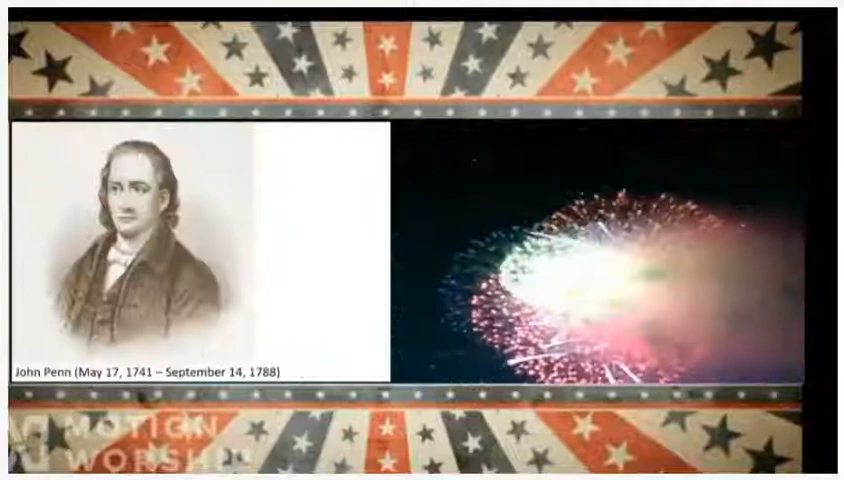 John Penn (May 17, 1741 – September 14, 1788)
MOTION
WORSHIP